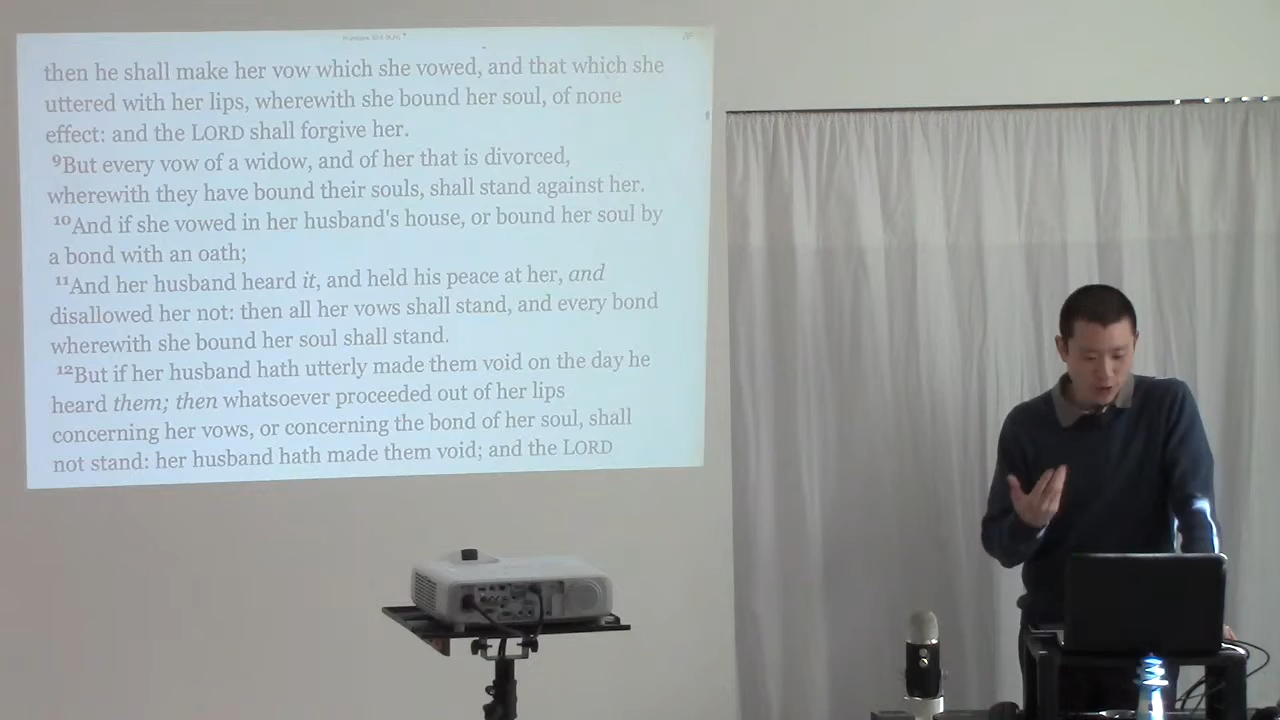 then he shall make her vow which she vowed, and that which she
uttered with her lips, wherewith she bound her soul, of none
effect: and the LORD shall forgive her.
⁹But every vow of a widow, and of her that is divorced,
wherewith they have bound their souls, shall stand against her.
¹⁰And if she vowed in her husband's house, or bound her soul by
a bond with an oath;
¹¹And her husband heard it, and held his peace at her, and
disallowed her not: then all her vows shall stand, and every bond
wherewith she bound her soul shall stand.
¹²But if her husband hath utterly made them void on the day he
heard them; then whatsoever proceeded out of her lips
concerning her vows, or concerning the bond of her soul, shall
not stand: her husband hath made them void; and the LORD